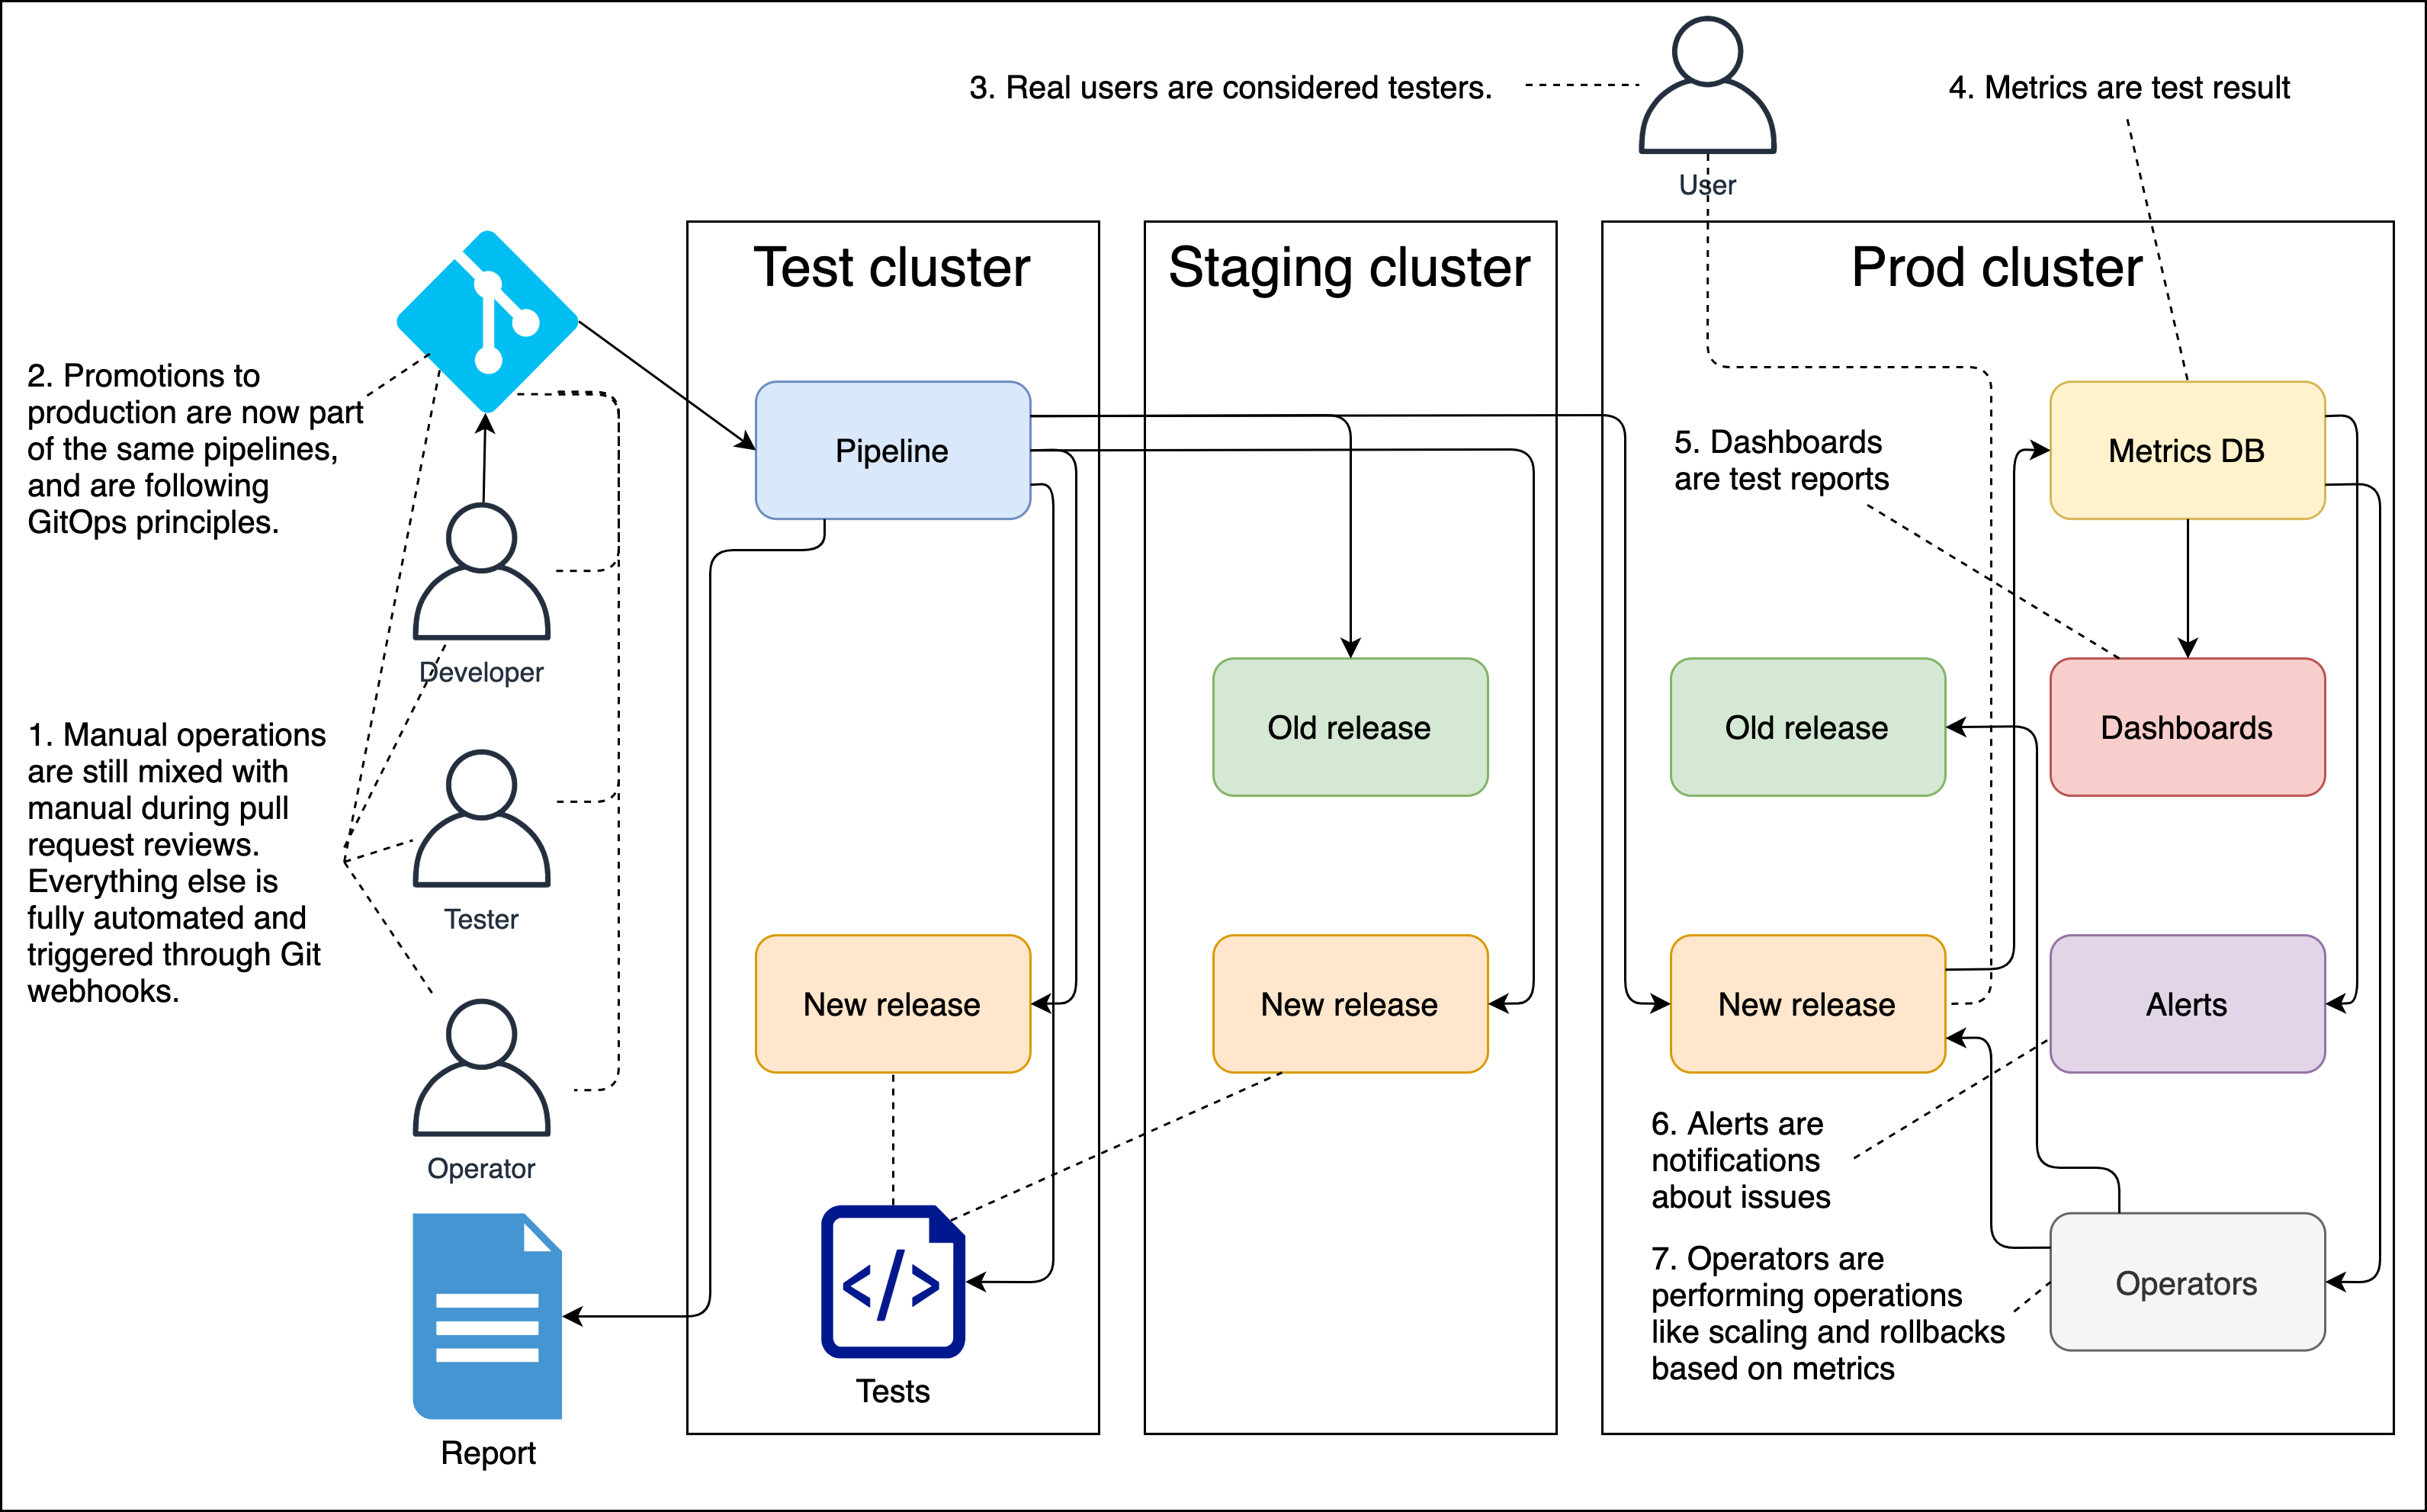 3. Real users are considered testers.
User
4. Metrics are test result
Test cluster
Staging cluster
Prod cluster
2. Promotions to
production are now part
of the same pipelines,
and are following
GitOps principles.
Pipeline
5. Dashboards
are test reports
Metrics DB
Developer
Old release
Old release
Dashboards
1. Manual operations
are still mixed with
manual during pull
request reviews.
Everything else is
fully automated and
triggered through Git
webhooks.
Tester
New release
New release
New release
Alerts
Operator
6. Alerts are
notifications
about issues
7. Operators are
performing operations
like scaling and rollbacks
based on metrics
Operators
</>
Tests
Report